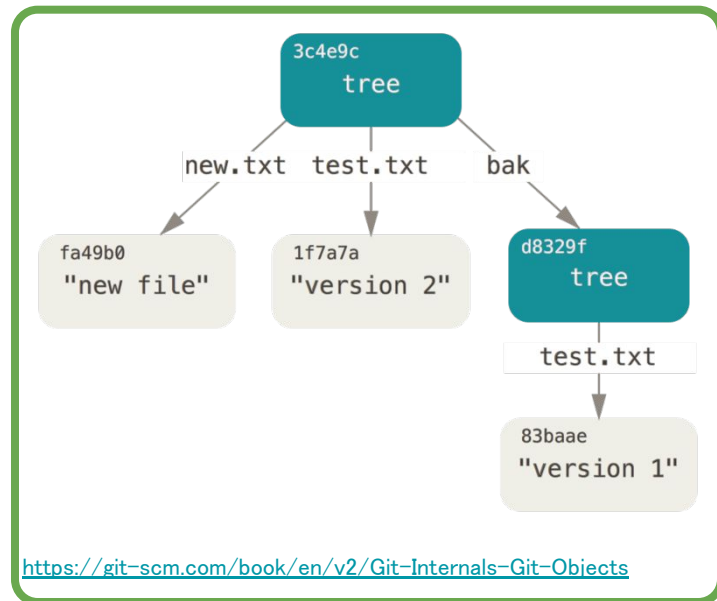 3c4e9c
tree
new.txt test.txt bak
fa49b0
"new file"
1f7a7a
"version 2"
d8329f
tree
test.txt
83baae
"version 1"
https://git-scm.com/book/en/v2/Git-Internals-Git-Objects